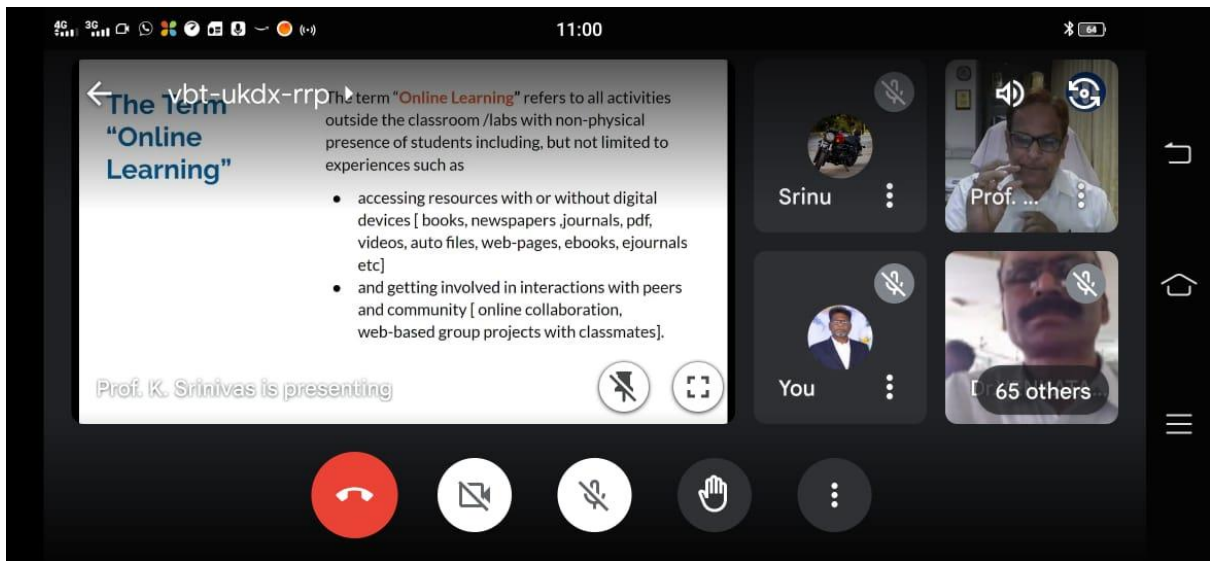 4G 3G 11:00 64
vbt-ukdx-rrp
The Term
“Online
Learning”
The term “Online Learning” refers to all activities
outside the classroom /labs with non-physical
presence of students including, but not limited to
experiences such as
● accessing resources with or without digital
devices [ books, newspapers ,journals, pdf,
videos, auto files, web-pages, ebooks, ejournals
etc]
● and getting involved in interactions with peers
and community [ online collaboration,
web-based group projects with classmates].
Prof. K. Srinivas is presenting
Srinu
Prof. ...
You
65 others